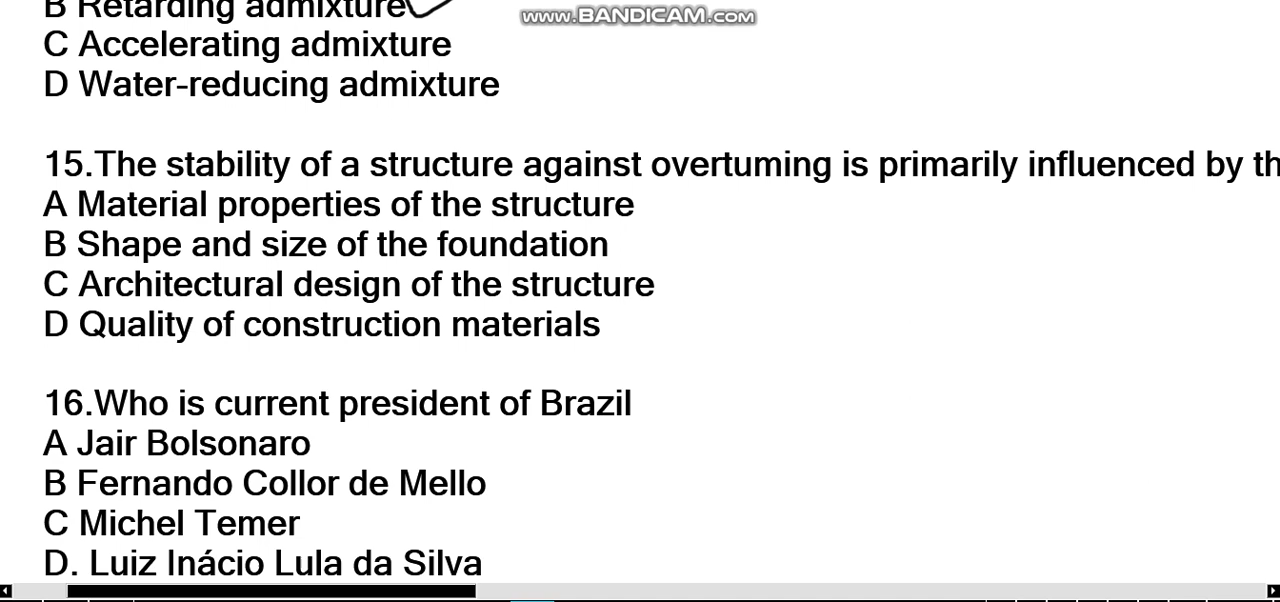 B Retarding admixture
www.BANDICAM.com
C Accelerating admixture
D Water-reducing admixture
15.The stability of a structure against overtuming is primarily influenced by th
A Material properties of the structure
B Shape and size of the foundation
C Architectural design of the structure
D Quality of construction materials
16.Who is current president of Brazil
A Jair Bolsonaro
B Fernando Collor de Mello
C Michel Temer
D. Luiz Inácio Lula da Silva